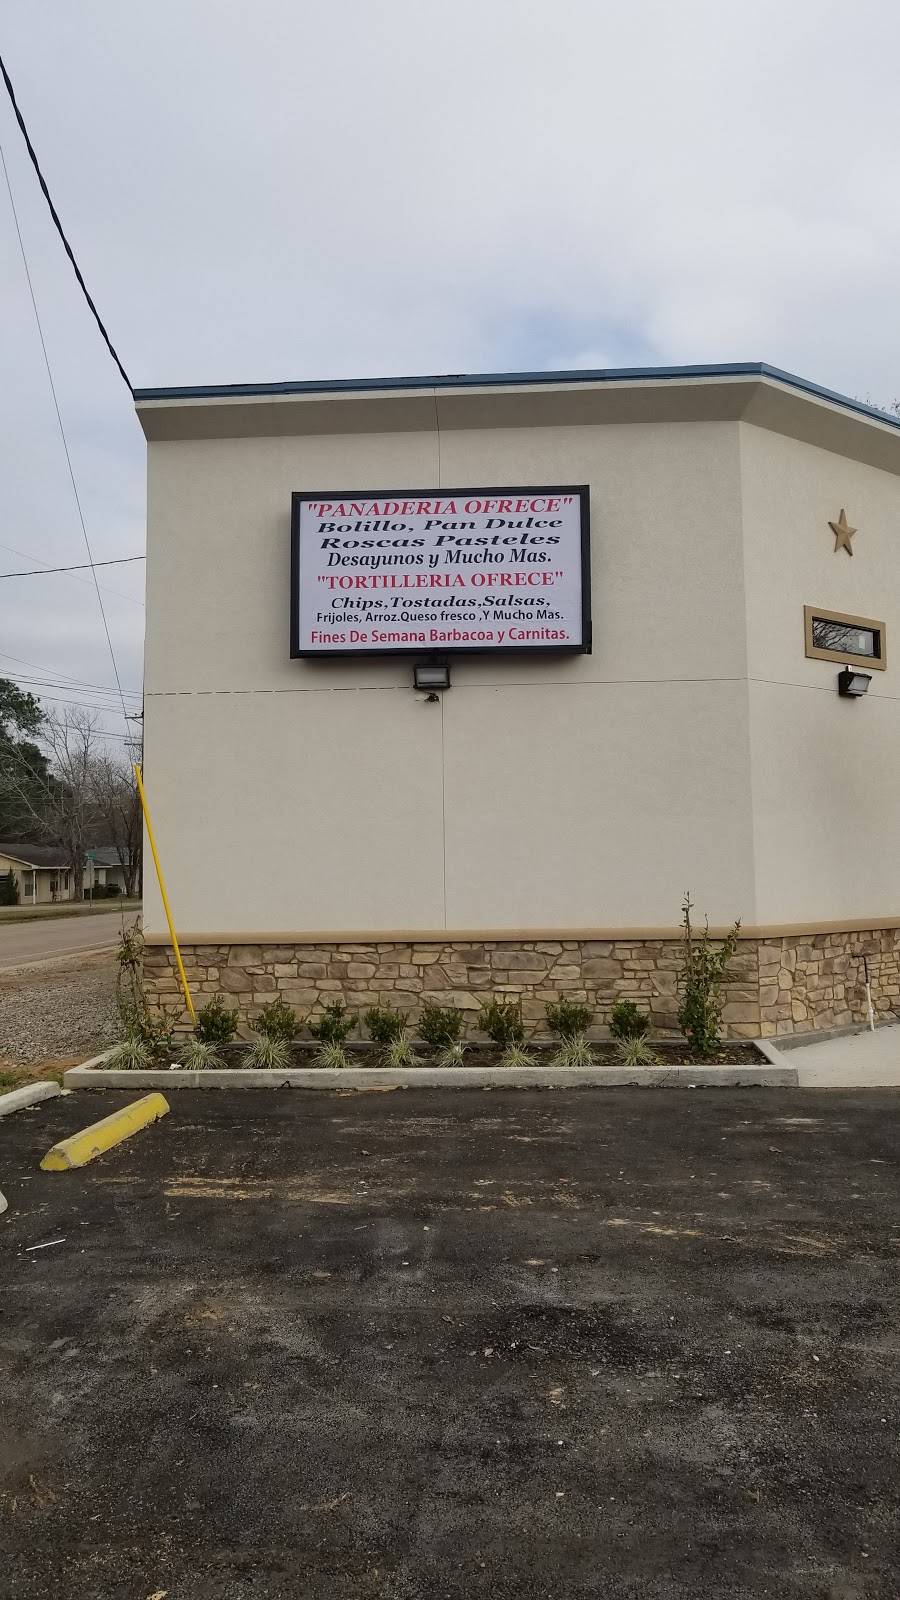 "PANADERIA OFRECE"
Bolillo, Pan Dulce
Roscas Pasteles
Desayunos y Mucho Mas.
"TORTILLERIA OFRECE"
Chips,Tostadas,Salsas,
Frijoles, Arroz.Queso fresco ,Y Mucho Mas.
Fines De Semana Barbacoa y Carnitas.